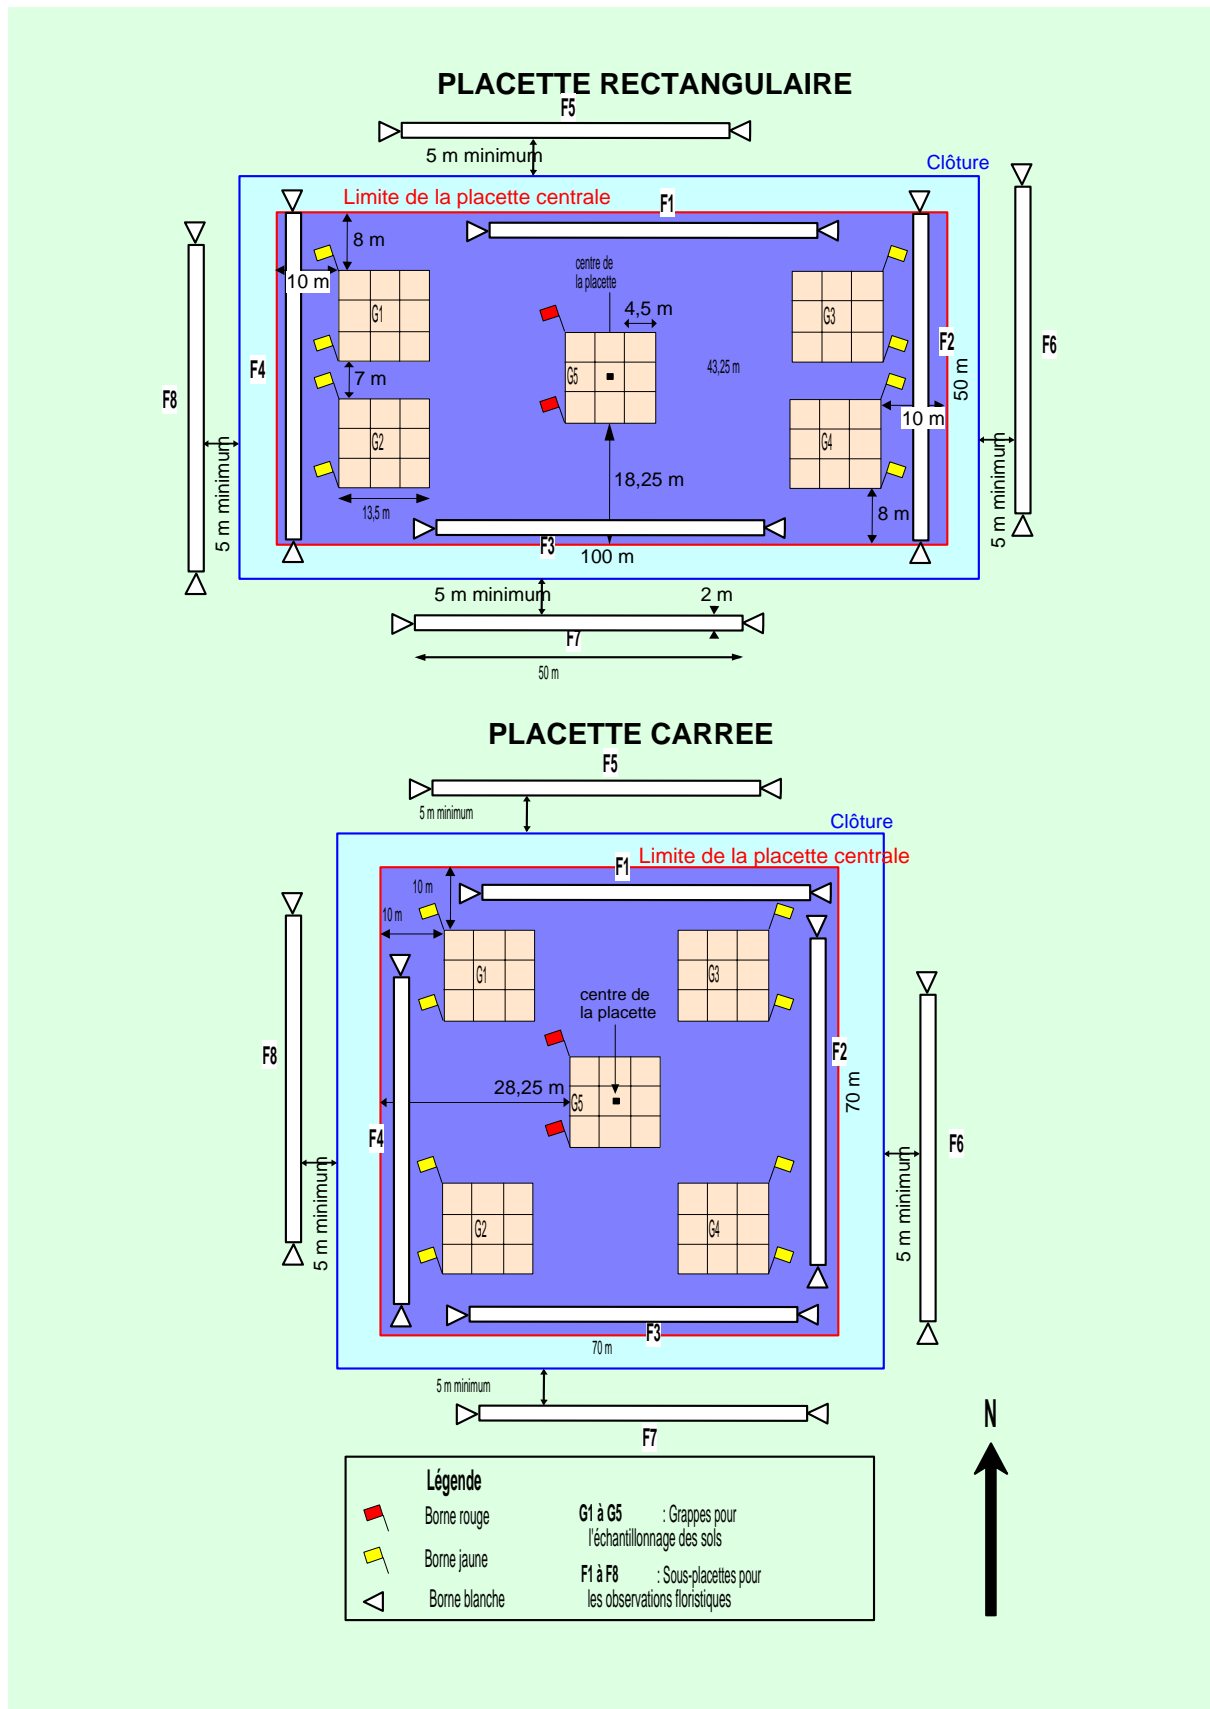 PLACETTE RECTANGULAIRE
F5
5 m minimum
Clôture
Limite de la placette centrale
F1
8 m
10 m
centre de
la placette
4,5 m
G1
G3
F2
F6
F4
7 m
G5
43,25 m
50 m
F8
10 m
G2
G4
5 m minimum
18,25 m
5 m minimum
13,5 m
8 m
F3
100 m
5 m minimum
2 m
F7
50 m
PLACETTE CARREE
F5
5 m minimum
Clôture
Limite de la placette centrale
F1
10 m
10 m
G1
G3
centre de
la placette
F8
F2
28,25 m
70 m
G5
F4
F6
5 m minimum
5 m minimum
G2
G4
F3
70 m
5 m minimum
N
F7
Légende
Borne rouge
G1 à G5 : Grappes pour
l'échantillonnage des sols
Borne jaune
F1 à F8 : Sous-placettes pour
les observations floristiques
Borne blanche